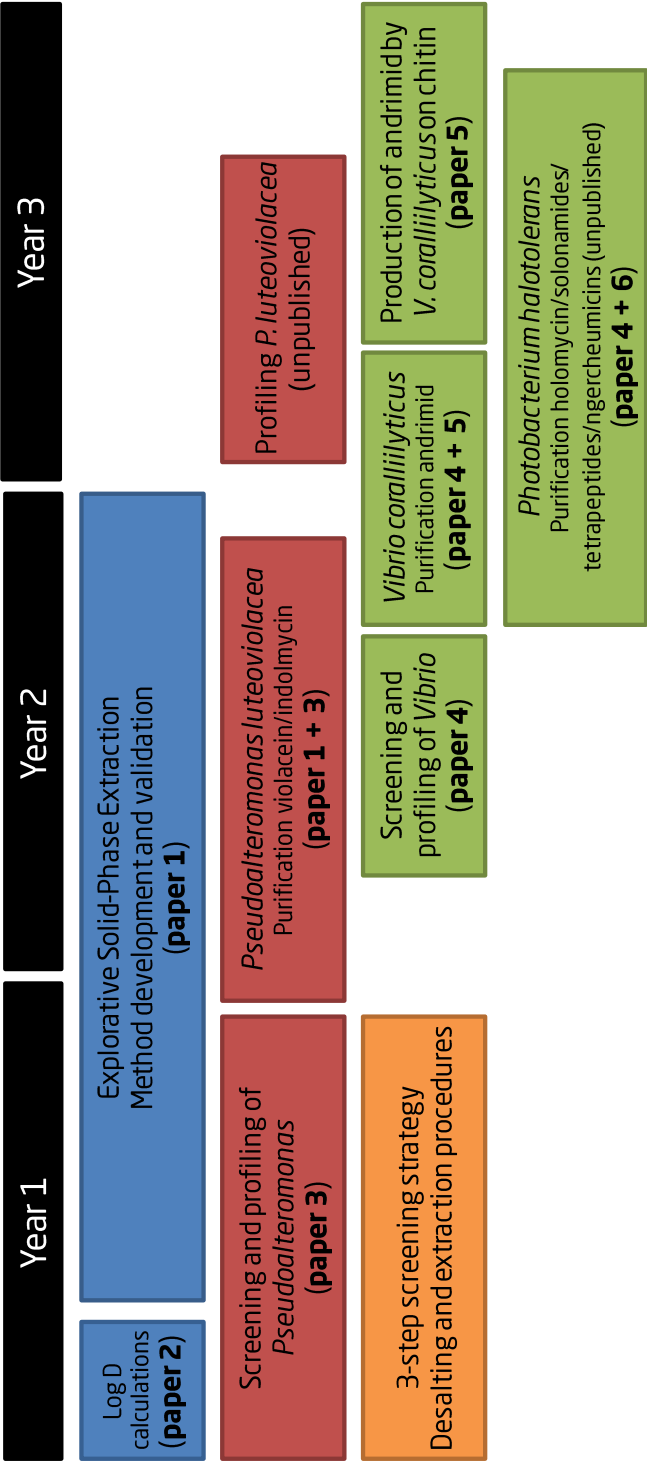 Year 1
Year 2
Year 3
Log D
calculations
(paper 2)
Explorative Solid-Phase Extraction
Method development and validation
(paper 1)
Screening and profiling of
Pseudoalteromonas
(paper 3)
Pseudoalteromonas luteoviolacea
Purification violacein/indolmycin
(paper 1 + 3)
Profiling P. luteoviolacea
(unpublished)
3-step screening strategy
Desalting and extraction procedures
Screening and
profiling of Vibrio
(paper 4)
Vibrio coralliilyticus
Purification andrimid
(paper 4 + 5)
Production of andrimid by
V. coralliilyticus on chitin
(paper 5)
Photobacterium halotolerans
Purification holomycin/solonamides/
tetrapeptides/ngercheumicins (unpublished)
(paper 4 + 6)